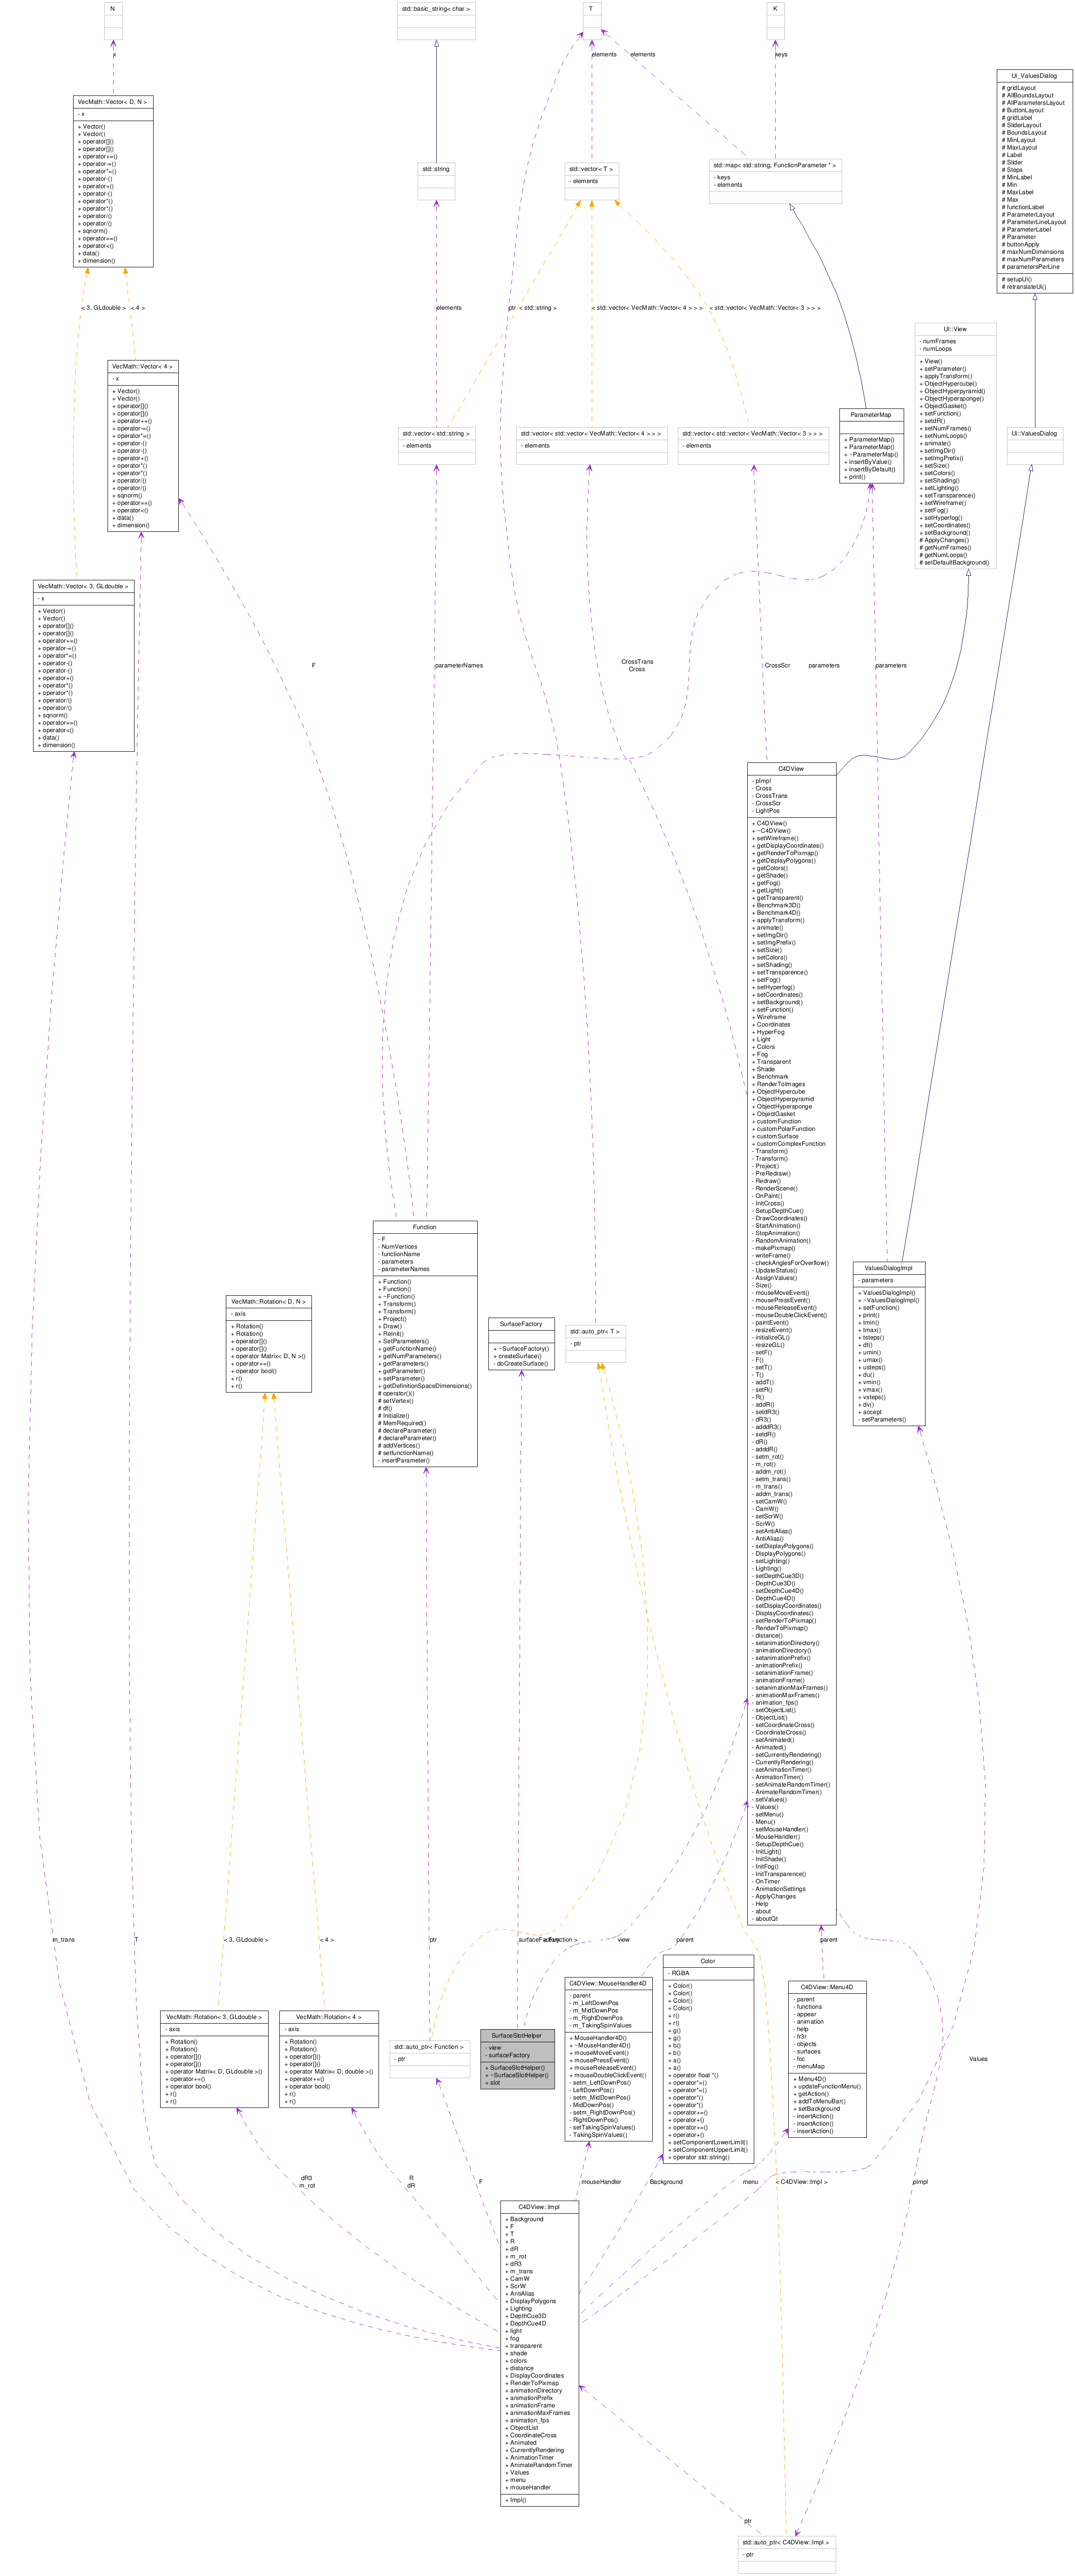 N
std::basic_string< char >
T
K
x
elements
elements
keys
Ui_ValuesDialog
# gridLayout
# AllBoundsLayout
# AllParametersLayout
# ButtonLayout
# gridLabel
# SliderLayout
# BoundsLayout
# MinLayout
# MaxLayout
# Label
# Slider
# Steps
# MinLabel
# Min
# MaxLabel
# Max
# functionLabel
# ParameterLayout
# ParameterLineLayout
# ParameterLabel
# Parameter
# buttonApply
# maxNumDimensions
# maxNumParameters
# parametersPerLine
# setupUi()
# retranslateUi()
VecMath::Vector< D, N >
- x
+ Vector()
+ Vector()
+ operator[]()
+ operator[]()
+ operator+=()
+ operator-=()
+ operator*=()
+ operator-()
+ operator+()
+ operator-()
+ operator*()
+ operator*()
+ operator/()
+ operator/()
+ sqnorm()
+ operator==()
+ operator<()
+ data()
+ dimension()
std::string
std::vector< T >
- elements
std::map< std::string, FunctionParameter * >
- keys
- elements
< 3, GLdouble >
< 4 >
elements
ptr
< std::string >
< std::vector< VecMath::Vector< 4 > > >
< std::vector< VecMath::Vector< 3 > > >
UI::View
- numFrames
- numLoops
+ View()
+ setParameter()
+ applyTransform()
+ ObjectHypercube()
+ ObjectHyperpyramid()
+ ObjectHypersponge()
+ ObjectGasket()
+ setFunction()
+ setdR()
+ setNumFrames()
+ setNumLoops()
+ animate()
+ setImgDir()
+ setImgPrefix()
+ setSize()
+ setColors()
+ setShading()
+ setLighting()
+ setTransparence()
+ setWireframe()
+ setFog()
+ setHyperfog()
+ setCoordinates()
+ setBackground()
# ApplyChanges()
# getNumFrames()
# getNumLoops()
# setDefaultBackground()
VecMath::Vector< 4 >
- x
+ Vector()
+ Vector()
+ operator[]()
+ operator[]()
+ operator+=()
+ operator-=()
+ operator*=()
+ operator-()
+ operator-()
+ operator+()
+ operator*()
+ operator*()
+ operator/()
+ operator/()
+ sqnorm()
+ operator==()
+ operator<()
+ data()
+ dimension()
std::vector< std::string >
- elements
std::vector< std::vector< VecMath::Vector< 4 > > >
- elements
std::vector< std::vector< VecMath::Vector< 3 > > >
- elements
ParameterMap
+ ParameterMap()
+ ParameterMap()
+ ~ParameterMap()
+ insertByValue()
+ insertByDefault()
+ print()
UI::ValuesDialog
VecMath::Vector< 3, GLdouble >
- x
+ Vector()
+ Vector()
+ operator[]()
+ operator[]()
+ operator+=()
+ operator-=()
+ operator*=()
+ operator-()
+ operator-()
+ operator+()
+ operator*()
+ operator*()
+ operator/()
+ operator/()
+ sqnorm()
+ operator==()
+ operator<()
+ data()
+ dimension()
F
parameterNames
CrossTrans
Cross
CrossScr
parameters
parameters
C4DView
- pImpl
- Cross
- CrossTrans
- CrossScr
- LightPos
+ C4DView()
+ ~C4DView()
+ setWireframe()
+ getDisplayCoordinates()
+ getRenderToPixmap()
+ getDisplayPolygons()
+ getColors()
+ getShade()
+ getFog()
+ getLight()
+ getTransparent()
+ Benchmark3D()
+ Benchmark4D()
+ applyTransform()
+ animate()
+ setImgDir()
+ setImgPrefix()
+ setSize()
+ setColors()
+ setShading()
+ setTransparence()
+ setFog()
+ setHyperfog()
+ setCoordinates()
+ setBackground()
+ setFunction()
+ Wireframe
+ Coordinates
+ HyperFog
+ Light
+ Colors
+ Fog
+ Transparent
+ Shade
+ Benchmark
+ RenderToImages
+ ObjectHypercube
+ ObjectHyperpyramid
+ ObjectHypersponge
+ ObjectGasket
+ customFunction
+ customPolarFunction
+ customSurface
+ customComplexFunction
- Transform()
- Transform()
- Project()
- PreRedraw()
- Redraw()
- RenderScene()
- OnPaint()
- InitCross()
- SetupDepthCue()
- DrawCoordinates()
- StartAnimation()
- StopAnimation()
- RandomAnimation()
- makePixmap()
- writeFrame()
- checkAnglesForOverflow()
- UpdateStatus()
- AssignValues()
- Size()
- mouseMoveEvent()
- mousePressEvent()
- mouseReleaseEvent()
- mouseDoubleClickEvent()
- paintEvent()
- resizeEvent()
- initializeGL()
- resizeGL()
- setF()
- F()
- setT()
- T()
- addT()
- setR()
- R()
- addR()
- setdR3()
- dR3()
- adddR3()
- setdR()
- dR()
- adddR()
- setm_rot()
- m_rot()
- addm_rot()
- setm_trans()
- m_trans()
- addm_trans()
- setCamW()
- CamW()
- setScrW()
- ScrW()
- setAntiAlias()
- AntiAlias()
- setDisplayPolygons()
- DisplayPolygons()
- setLighting()
- Lighting()
- setDepthCue3D()
- DepthCue3D()
- setDepthCue4D()
- DepthCue4D()
- setDisplayCoordinates()
- DisplayCoordinates()
- setRenderToPixmap()
- RenderToPixmap()
- distance()
- setanimationDirectory()
- animationDirectory()
- setanimationPrefix()
- animationPrefix()
- setanimationFrame()
- animationFrame()
- setanimationMaxFrames()
- animationMaxFrames()
- animation_fps()
- setObjectList()
- ObjectList()
- setCoordinateCross()
- CoordinateCross()
- setAnimated()
- Animated()
- setCurrentlyRendering()
- CurrentlyRendering()
- setAnimationTimer()
- AnimationTimer()
- setAnimateRandomTimer()
- AnimateRandomTimer()
- setValues()
- Values()
- setMenu()
- Menu()
- setMouseHandler()
- MouseHandler()
- SetupDepthCue()
- InitLight()
- InitShade()
- InitFog()
- InitTransparence()
- OnTimer
- AnimationSettings
- ApplyChanges
- Help
- about
- aboutQt
Function
- F
- NumVertices
- functionName
- parameters
- parameterNames
+ Function()
+ Function()
+ ~Function()
+ Transform()
+ Transform()
+ Project()
+ Draw()
+ ReInit()
+ SetParameters()
+ getFunctionName()
+ getNumParameters()
+ getParameters()
+ getParameter()
+ setParameter()
+ getDefinitionSpaceDimensions()
# operator()()
# setVertex()
# df()
# Initialize()
# MemRequired()
# declareParameter()
# declareParameter()
# addVertices()
# setfunctionName()
- insertParameter()
ValuesDialogImpl
- parameters
+ ValuesDialogImpl()
+ ~ValuesDialogImpl()
+ setFunction()
+ print()
+ tmin()
+ tmax()
+ tsteps()
+ dt()
+ umin()
+ umax()
+ usteps()
+ du()
+ vmin()
+ vmax()
+ vsteps()
+ dv()
+ accept
- setParameters()
VecMath::Rotation< D, N >
- axis
+ Rotation()
+ Rotation()
+ operator[]()
+ operator[]()
+ operator Matrix< D, N >()
+ operator+=()
+ operator bool()
+ r()
+ r()
SurfaceFactory
+ ~SurfaceFactory()
+ createSurface()
- doCreateSurface()
std::auto_ptr< T >
- ptr
m_trans
T
< 3, GLdouble >
< 4 >
ptr
surfaceFactory
< Function >
view
parent
parent
Values
VecMath::Rotation< 3, GLdouble >
- axis
+ Rotation()
+ Rotation()
+ operator[]()
+ operator[]()
+ operator Matrix< D, GLdouble >()
+ operator+=()
+ operator bool()
+ r()
+ r()
VecMath::Rotation< 4 >
- axis
+ Rotation()
+ Rotation()
+ operator[]()
+ operator[]()
+ operator Matrix< D, double >()
+ operator+=()
+ operator bool()
+ r()
+ r()
std::auto_ptr< Function >
- ptr
SurfaceSlotHelper
- view
- surfaceFactory
+ SurfaceSlotHelper()
+ ~SurfaceSlotHelper()
+ slot
C4DView::MouseHandler4D
- parent
- m_LeftDownPos
- m_MidDownPos
- m_RightDownPos
- m_TakingSpinValues
+ MouseHandler4D()
+ ~MouseHandler4D()
+ mouseMoveEvent()
+ mousePressEvent()
+ mouseReleaseEvent()
+ mouseDoubleClickEvent()
- setm_LeftDownPos()
- LeftDownPos()
- setm_MidDownPos()
- MidDownPos()
- setm_RightDownPos()
- RightDownPos()
- setTakingSpinValues()
- TakingSpinValues()
Color
- RGBA
+ Color()
+ Color()
+ Color()
+ Color()
+ r()
+ r()
+ g()
+ g()
+ b()
+ b()
+ a()
+ a()
+ operator float *()
+ operator*=()
+ operator*=()
+ operator*()
+ operator*()
+ operator+=()
+ operator+()
+ operator+=()
+ operator+()
+ setComponentLowerLimit()
+ setComponentUpperLimit()
+ operator std::string()
C4DView::Menu4D
- parent
- functions
- appear
- animation
- help
- fr3r
- objects
- surfaces
- fcc
- menuMap
+ Menu4D()
+ updateFunctionMenu()
+ getAction()
+ addToMenuBar()
+ setBackground
- insertAction()
- insertAction()
- insertAction()
dR3
m_rot
R
dR
F
mouseHandler
Background
menu
< C4DView::Impl >
pImpl
C4DView::Impl
+ Background
+ F
+ T
+ R
+ dR
+ m_rot
+ dR3
+ m_trans
+ CamW
+ ScrW
+ AntiAlias
+ DisplayPolygons
+ Lighting
+ DepthCue3D
+ DepthCue4D
+ light
+ fog
+ transparent
+ shade
+ colors
+ distance
+ DisplayCoordinates
+ RenderToPixmap
+ animationDirectory
+ animationPrefix
+ animationFrame
+ animationMaxFrames
+ animation_fps
+ ObjectList
+ CoordinateCross
+ Animated
+ CurrentlyRendering
+ AnimationTimer
+ AnimateRandomTimer
+ Values
+ menu
+ mouseHandler
+ Impl()
ptr
std::auto_ptr< C4DView::Impl >
- ptr